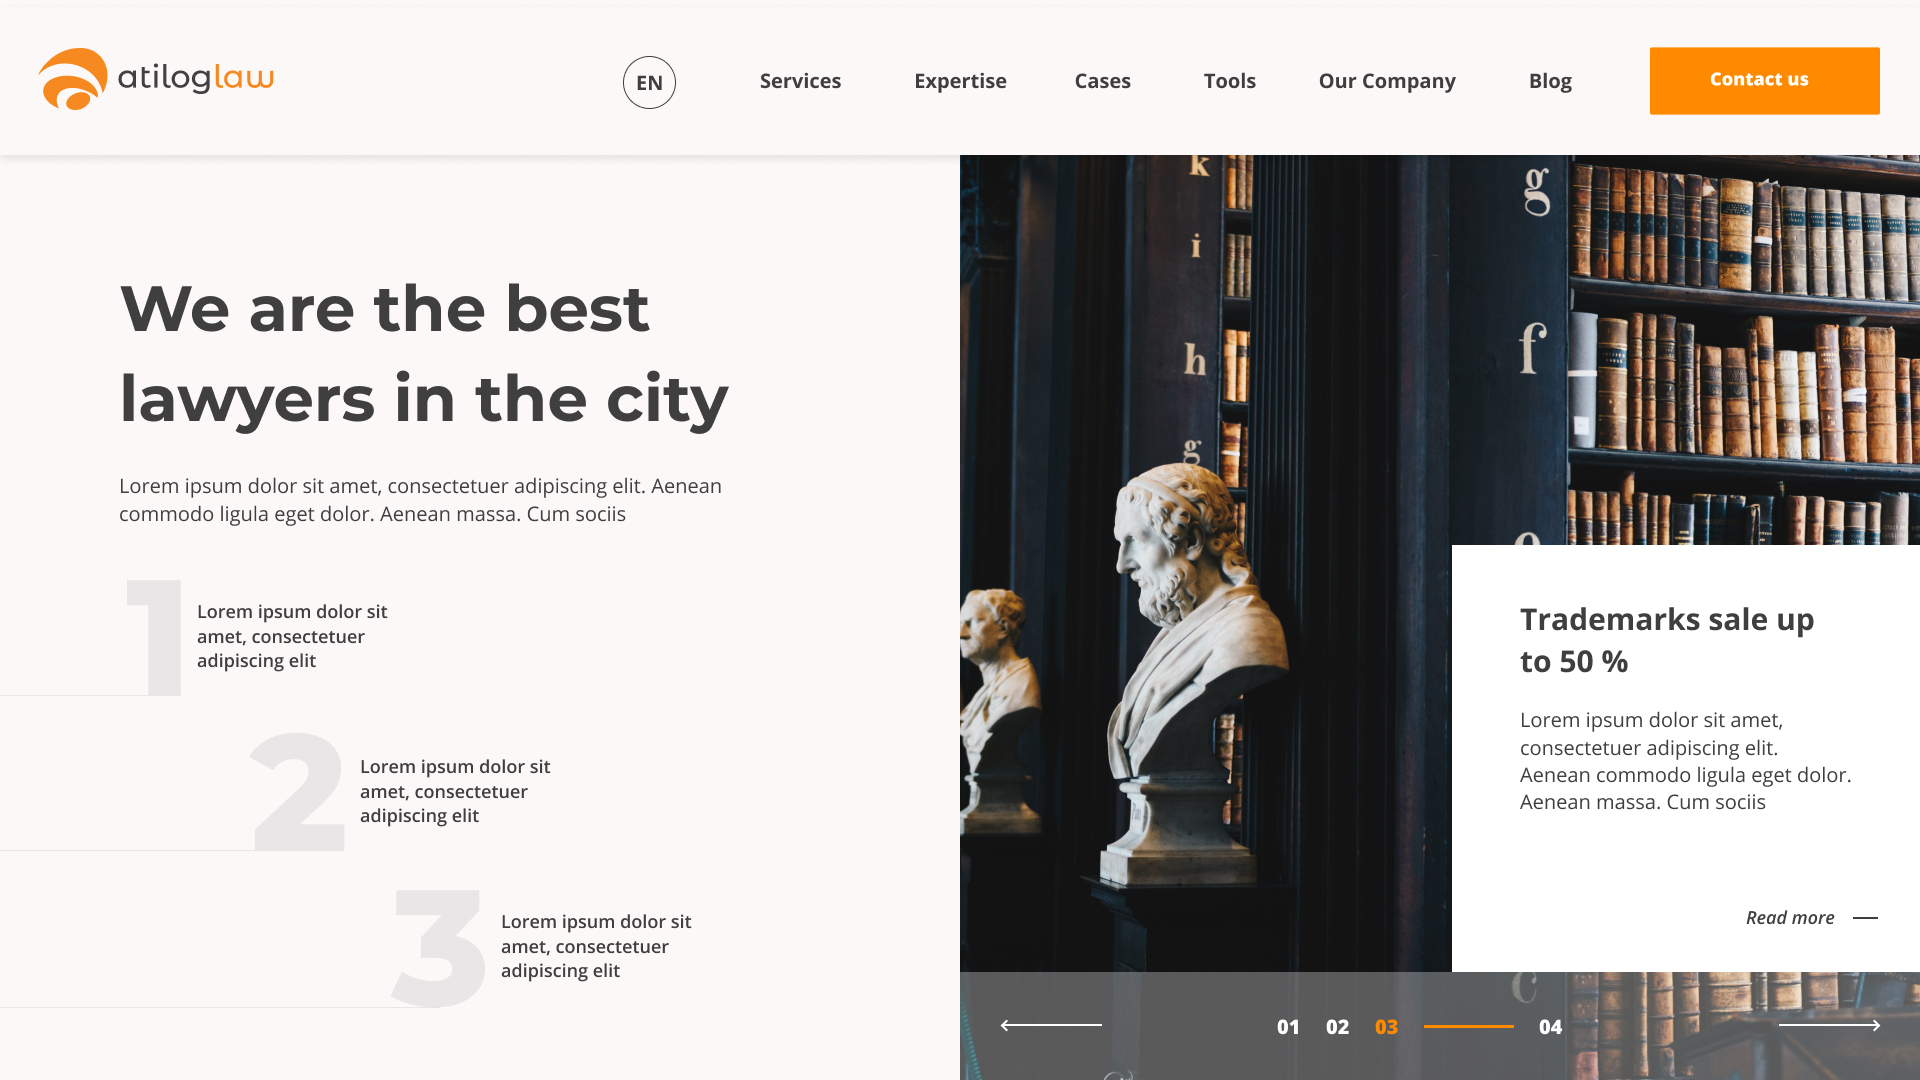 atiloglaw
EN
Services
Expertise
Cases
Tools
Our Company
Blog
Contact us
We are the best
lawyers in the city
Lorem ipsum dolor sit amet, consectetuer adipiscing elit. Aenean
commodo ligula eget dolor. Aenean massa. Cum sociis
1
Lorem ipsum dolor sit
amet, consectetuer
adipiscing elit
2
Lorem ipsum dolor sit
amet, consectetuer
adipiscing elit
3
Lorem ipsum dolor sit
amet, consectetuer
adipiscing elit
k
i
h
g
g
f
Trademarks sale up
to 50 %
Lorem ipsum dolor sit amet,
consectetuer adipiscing elit.
Aenean commodo ligula eget dolor.
Aenean massa. Cum sociis
Read more
c
01 02 03 04